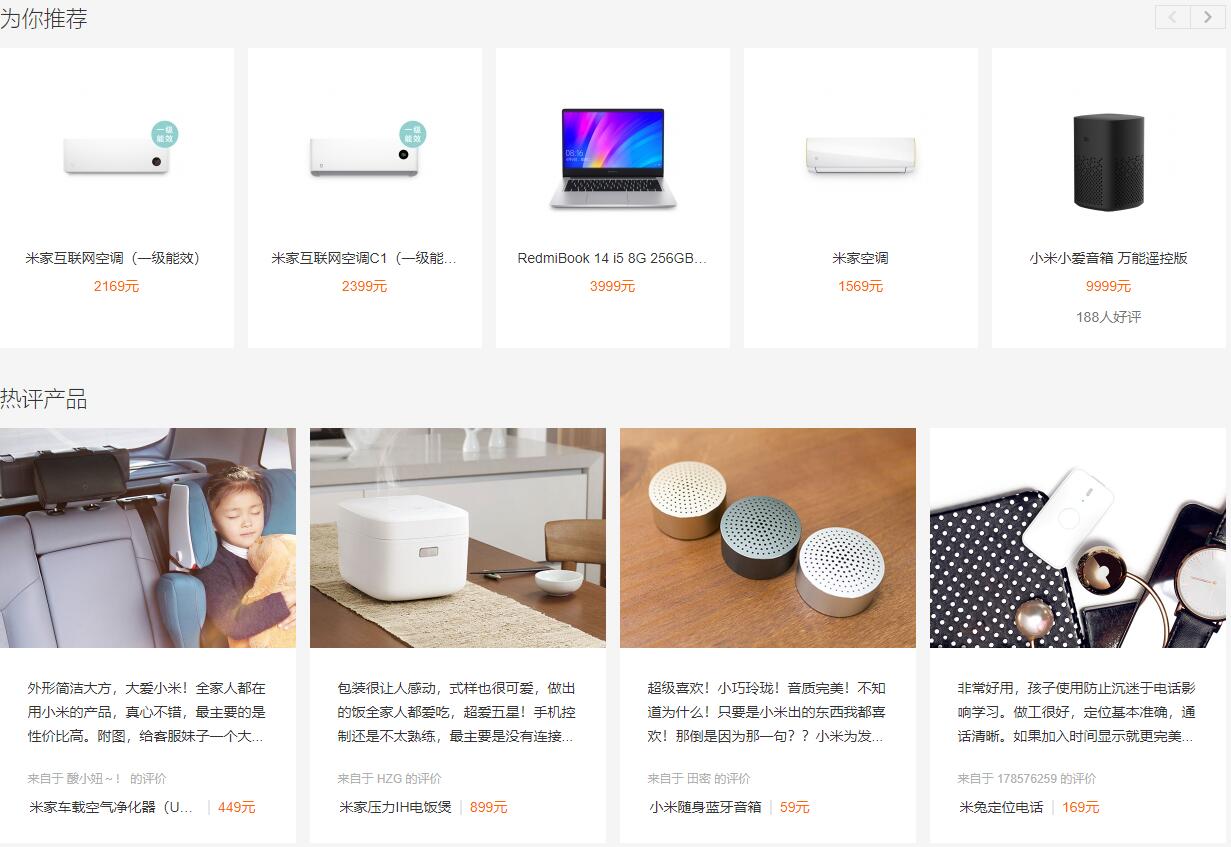 为你推荐
一级
能效
一级
能效
08:16
米家互联网空调（一级能效）
米家互联网空调C1（一级能...
RedmiBook 14 i5 8G 256GB...
米家空调
小米小爱音箱 万能遥控版
2169元
2399元
3999元
1569元
9999元
188人好评
热评产品
外形简洁大方，大爱小米！全家人都在
用小米的产品，真心不错，最主要的是
性价比高。附图，给客服妹子一个大...
包装很让人感动，式样也很可爱，做出
的饭全家人都爱吃，超爱五星！手机控
制还是不太熟练，最主要是没有连接...
超级喜欢！小巧玲珑！音质完美！不知
道为什么！只要是小米出的东西我都喜
欢！那倒是因为那一句？？小米为发...
非常好用，孩子使用防止沉迷于电话影
响学习。做工很好，定位基本准确，通
话清晰。如果加入时间显示就更完美...
来自于 酸小妞～！ 的评价
来自于 HZG 的评价
来自于 田密 的评价
来自于 178576259 的评价
米家车载空气净化器（U... | 449元
米家压力IH电饭煲 | 899元
小米随身蓝牙音箱 | 59元
米兔定位电话 | 169元